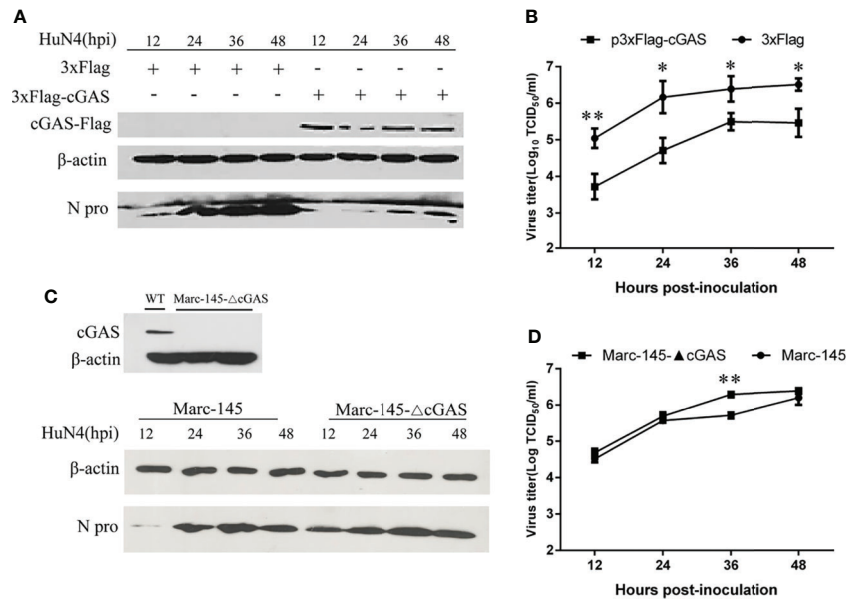 A
HuN4(hpi) 12 24 36 48 12 24 36 48
3xFlag + + + + - - - -
3xFlag-cGAS - - - - + + + +
cGAS-Flag
β-actin
N pro
B
p3xFlag-cGAS 3xFlag
Virus titer(Log10 TCID50/ml)
7
6
5
4
3
2
** * * *
12 24 36 48
Hours post-inoculation
C
WT Marc-145-△cGAS
cGAS
β-actin
Marc-145 Marc-145-△cGAS
HuN4(hpi) 12 24 36 48 12 24 36 48
β-actin
N pro
D
Marc-145-▲cGAS Marc-145
Virus titer(Log TCID50/ml)
7
6
5
4
3
2
**
12 24 36 48
Hours post-inoculation